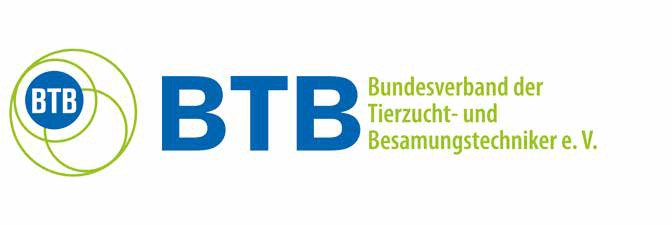 BTB
BTB
Bundesverband der
Tierzucht- und
Besamungstechniker e. V.